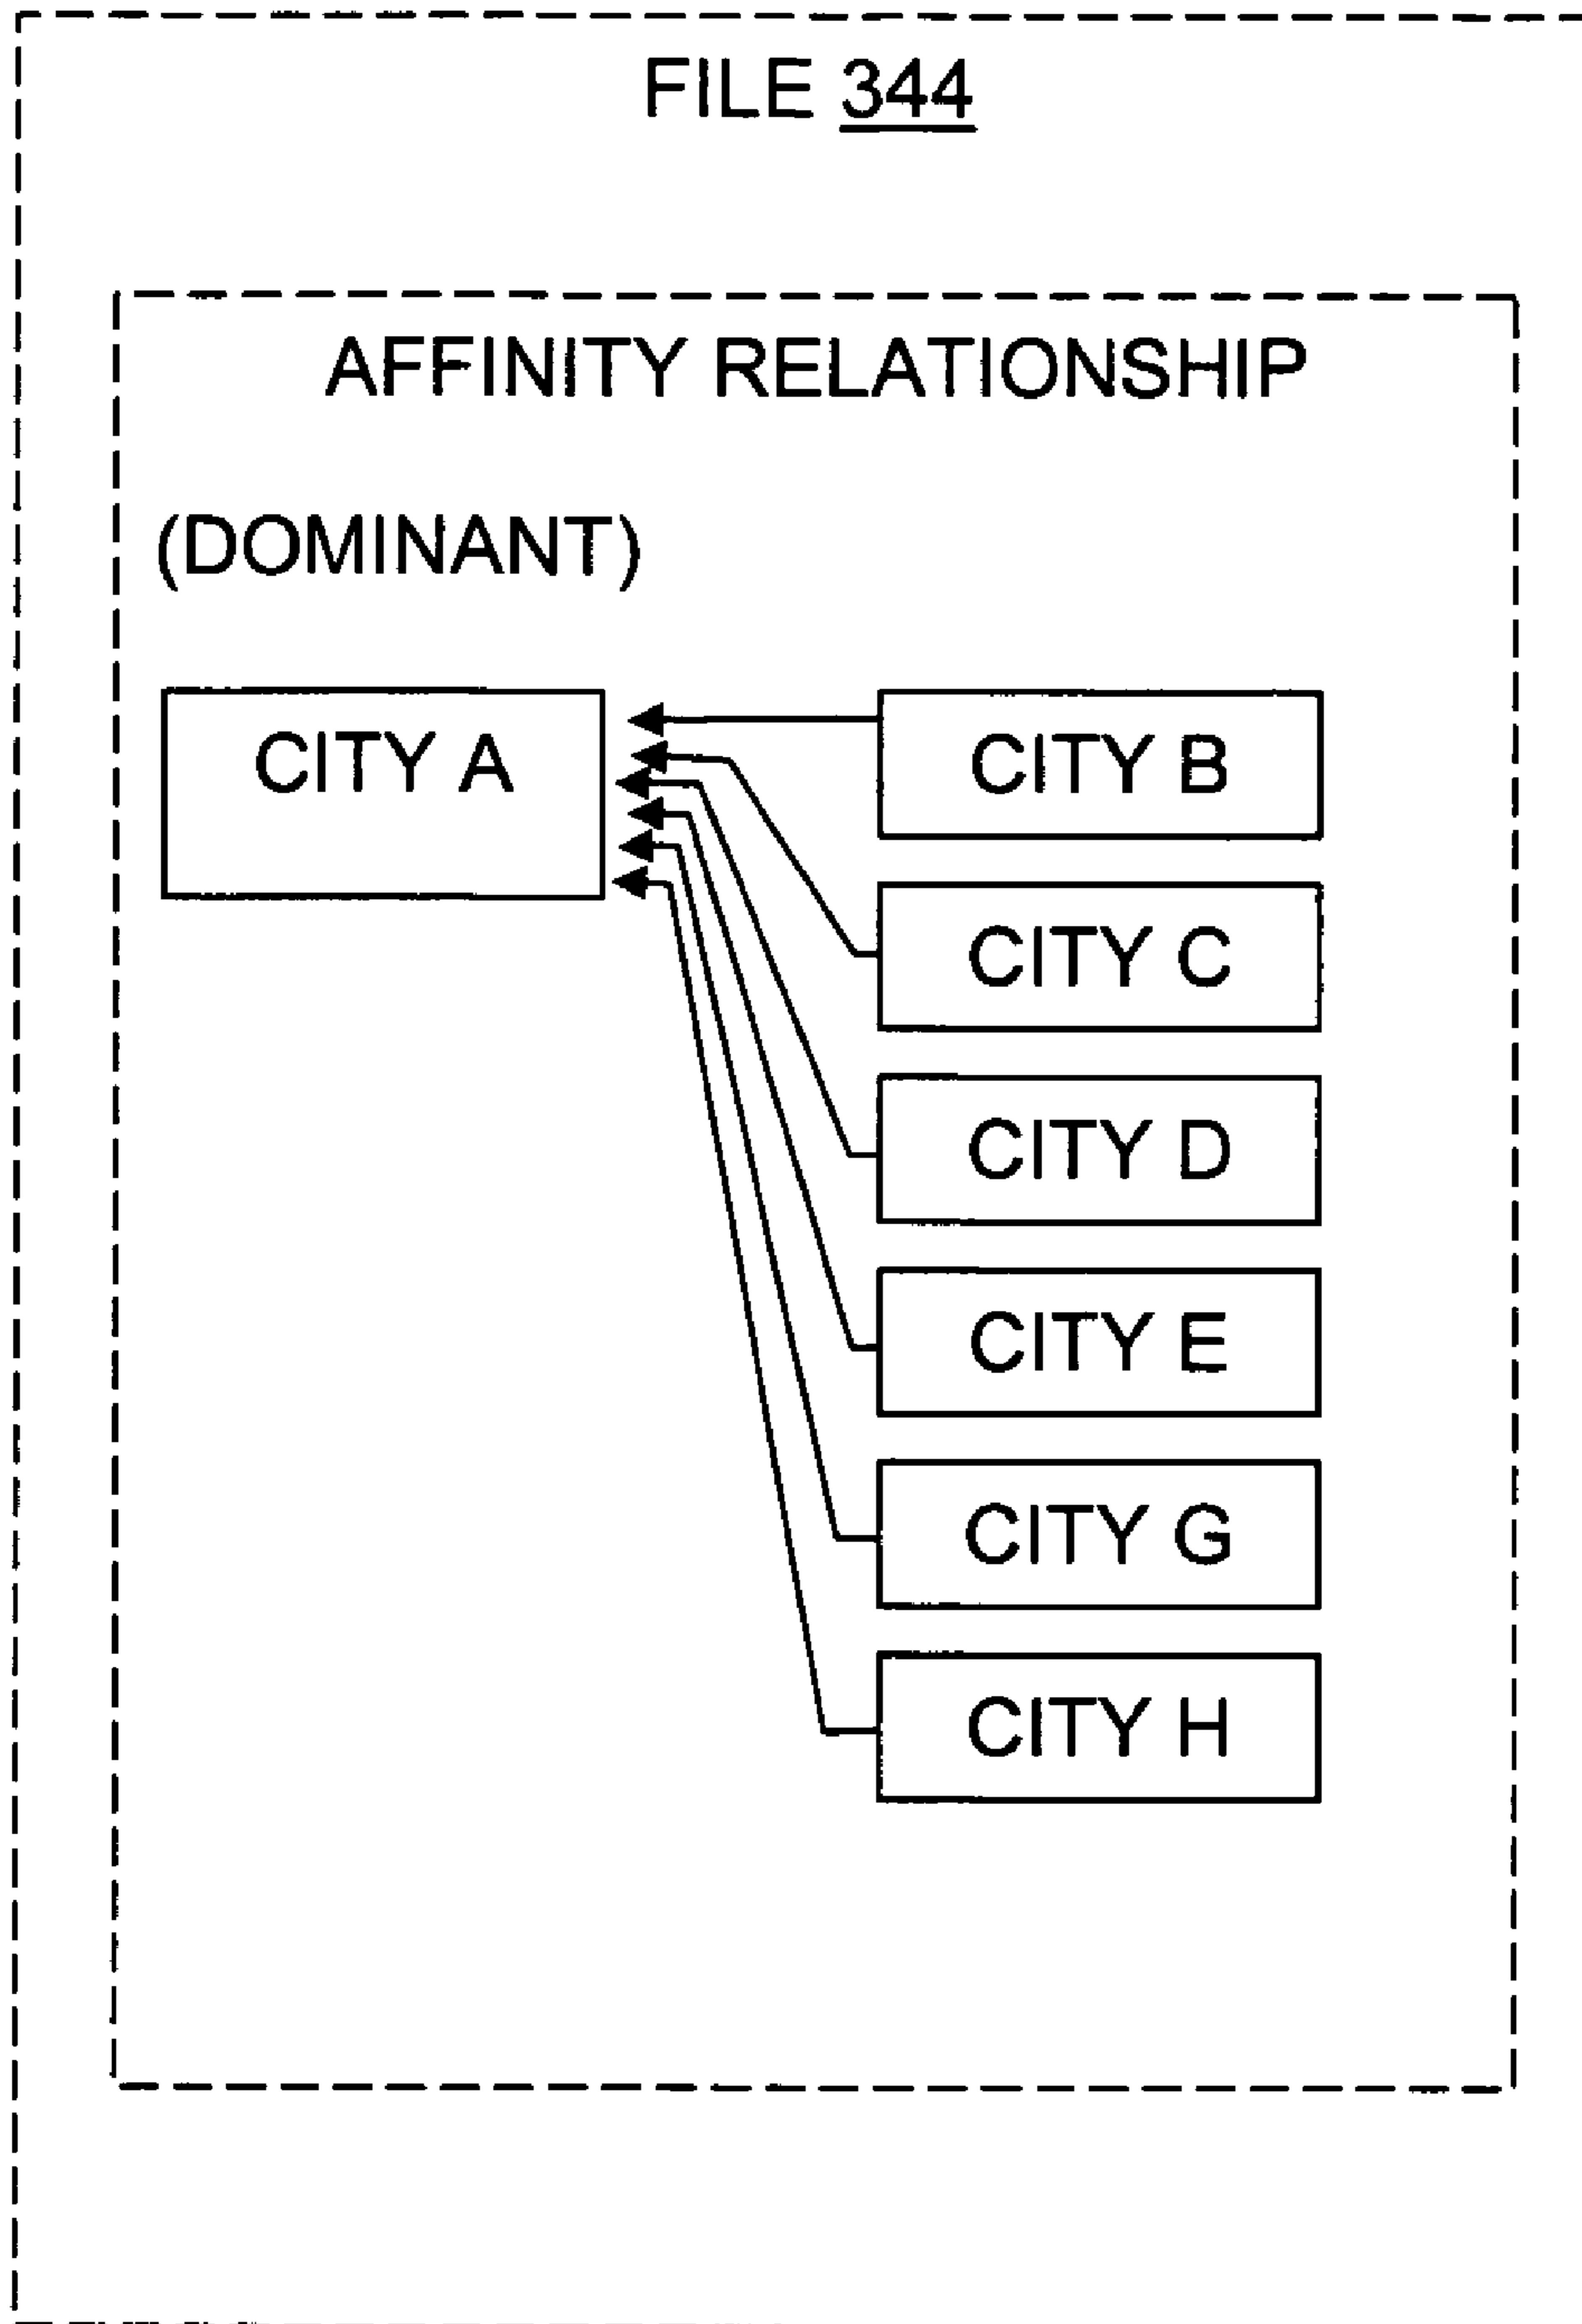 FILE 344
AFFINITY RELATIONSHIP
(DOMINANT)
CITY A
CITY B
CITY C
CITY D
CITY E
CITY G
CITY H